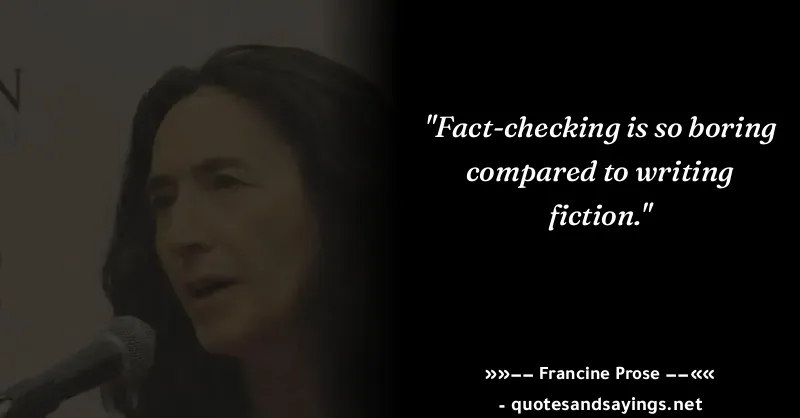 N
"Fact-checking is so boring
compared to writing
fiction."
»»–– Francine Prose ––««
- quotesandsayings.net